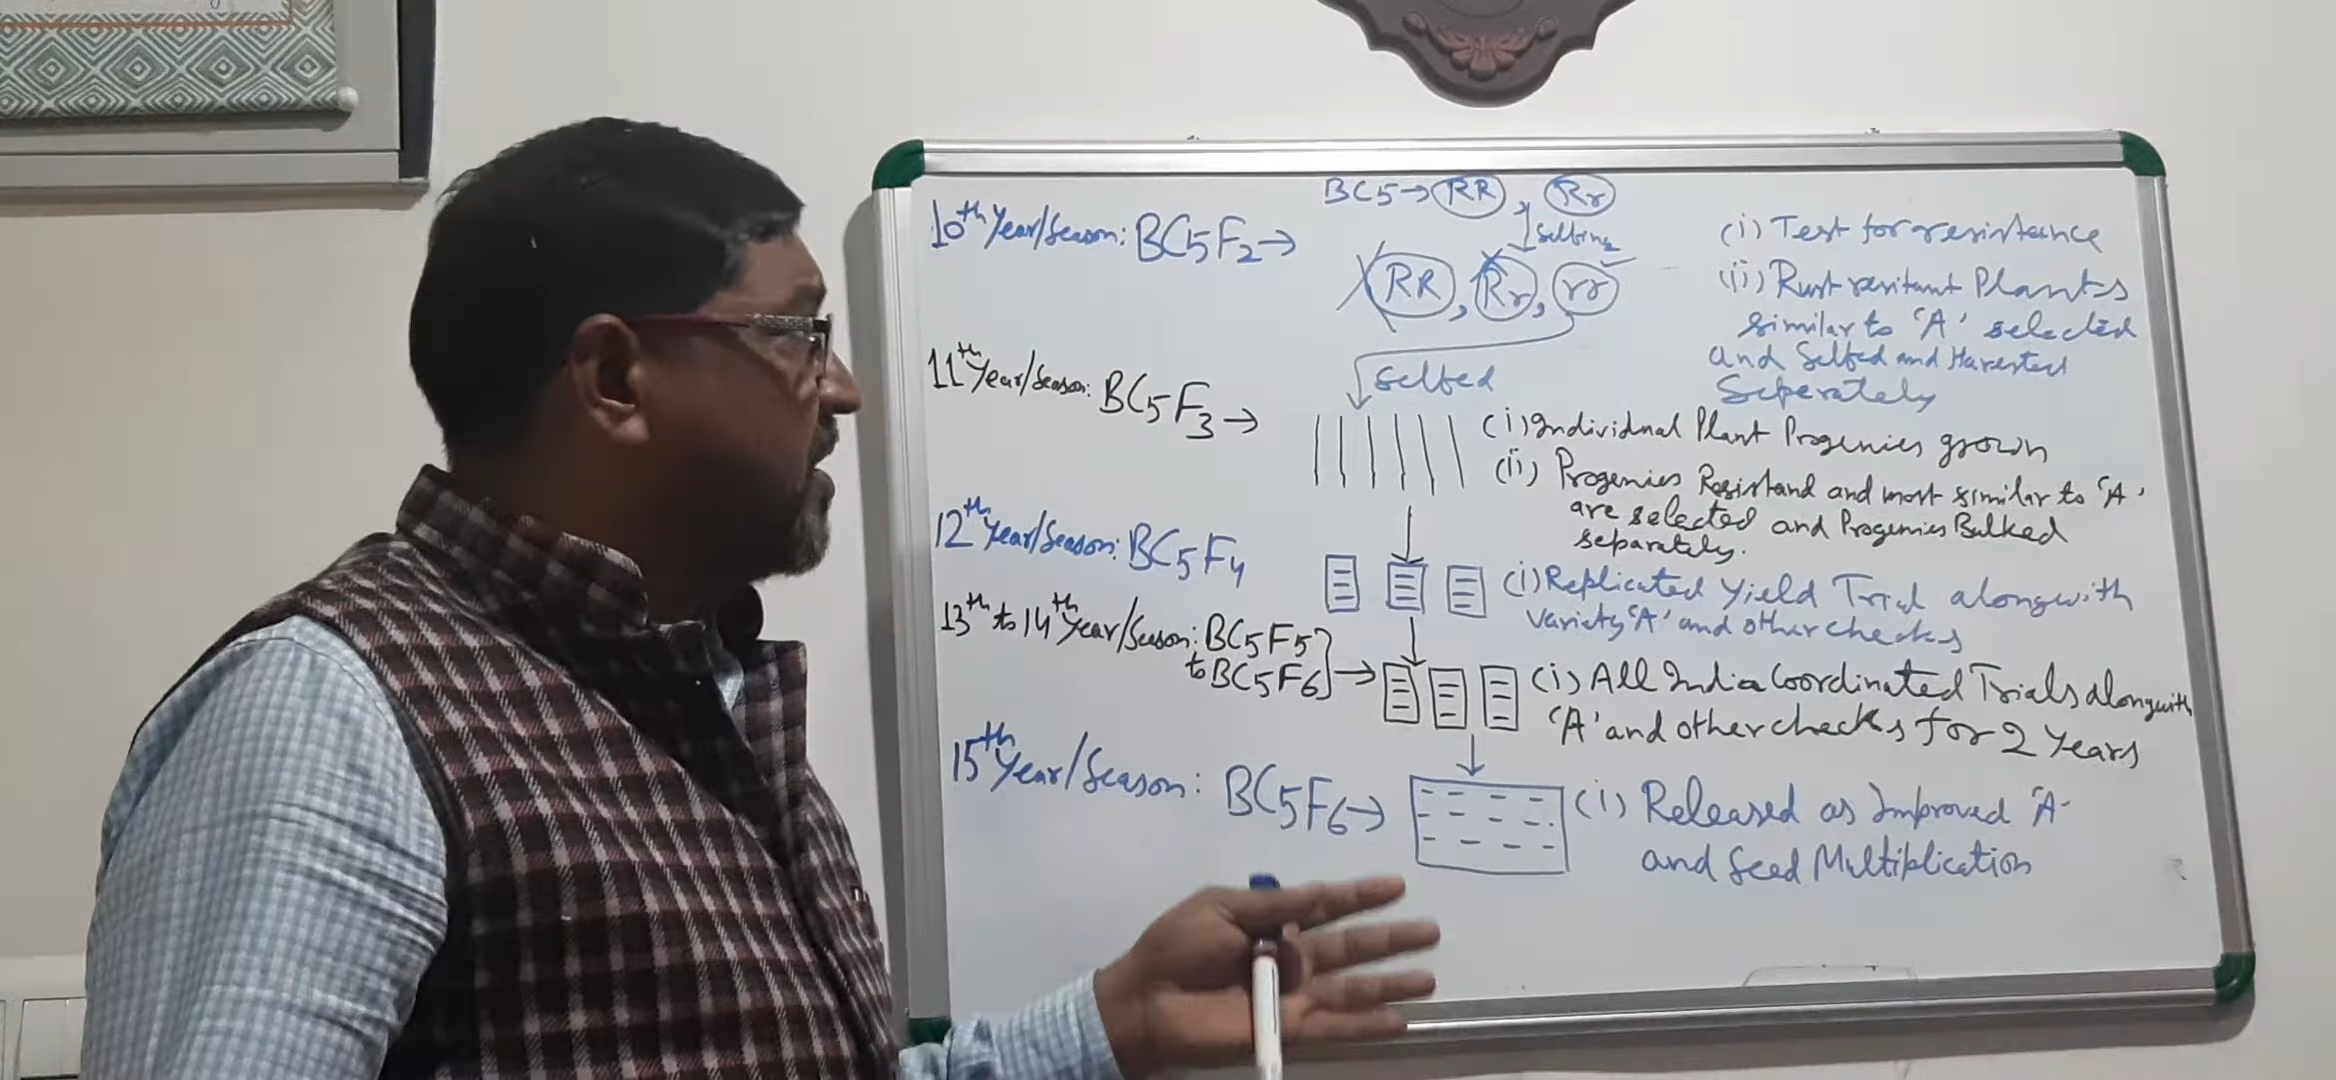 BC5→ RR, Rr
10th Year/Season: BC5F2→
Selfing
RR, Rr, rr
(i) Test for resistance
(ii) Rust resitant Plants
similar to 'A' selected
and Selfed and Harested
Seperately
11th Year/Season: BC5F3→
Selfed
(i) Individual Plant Progenies grown
(ii) Progenies Resistand and most similar to 'A'
are selected and Progenies Bulked
separately.
12th Year/Season: BC5F4
(i) Replicated Yield Trial alongwith
variety 'A' and other checks
13th to 14th Year/Season: BC5F5
to BC5F6 →
(i) All India Coordinated Trials alongwith
'A' and other checks for 2 Years
15th Year/Season: BC5F6→
(i) Released as Improved 'A'
and Seed Multiplication